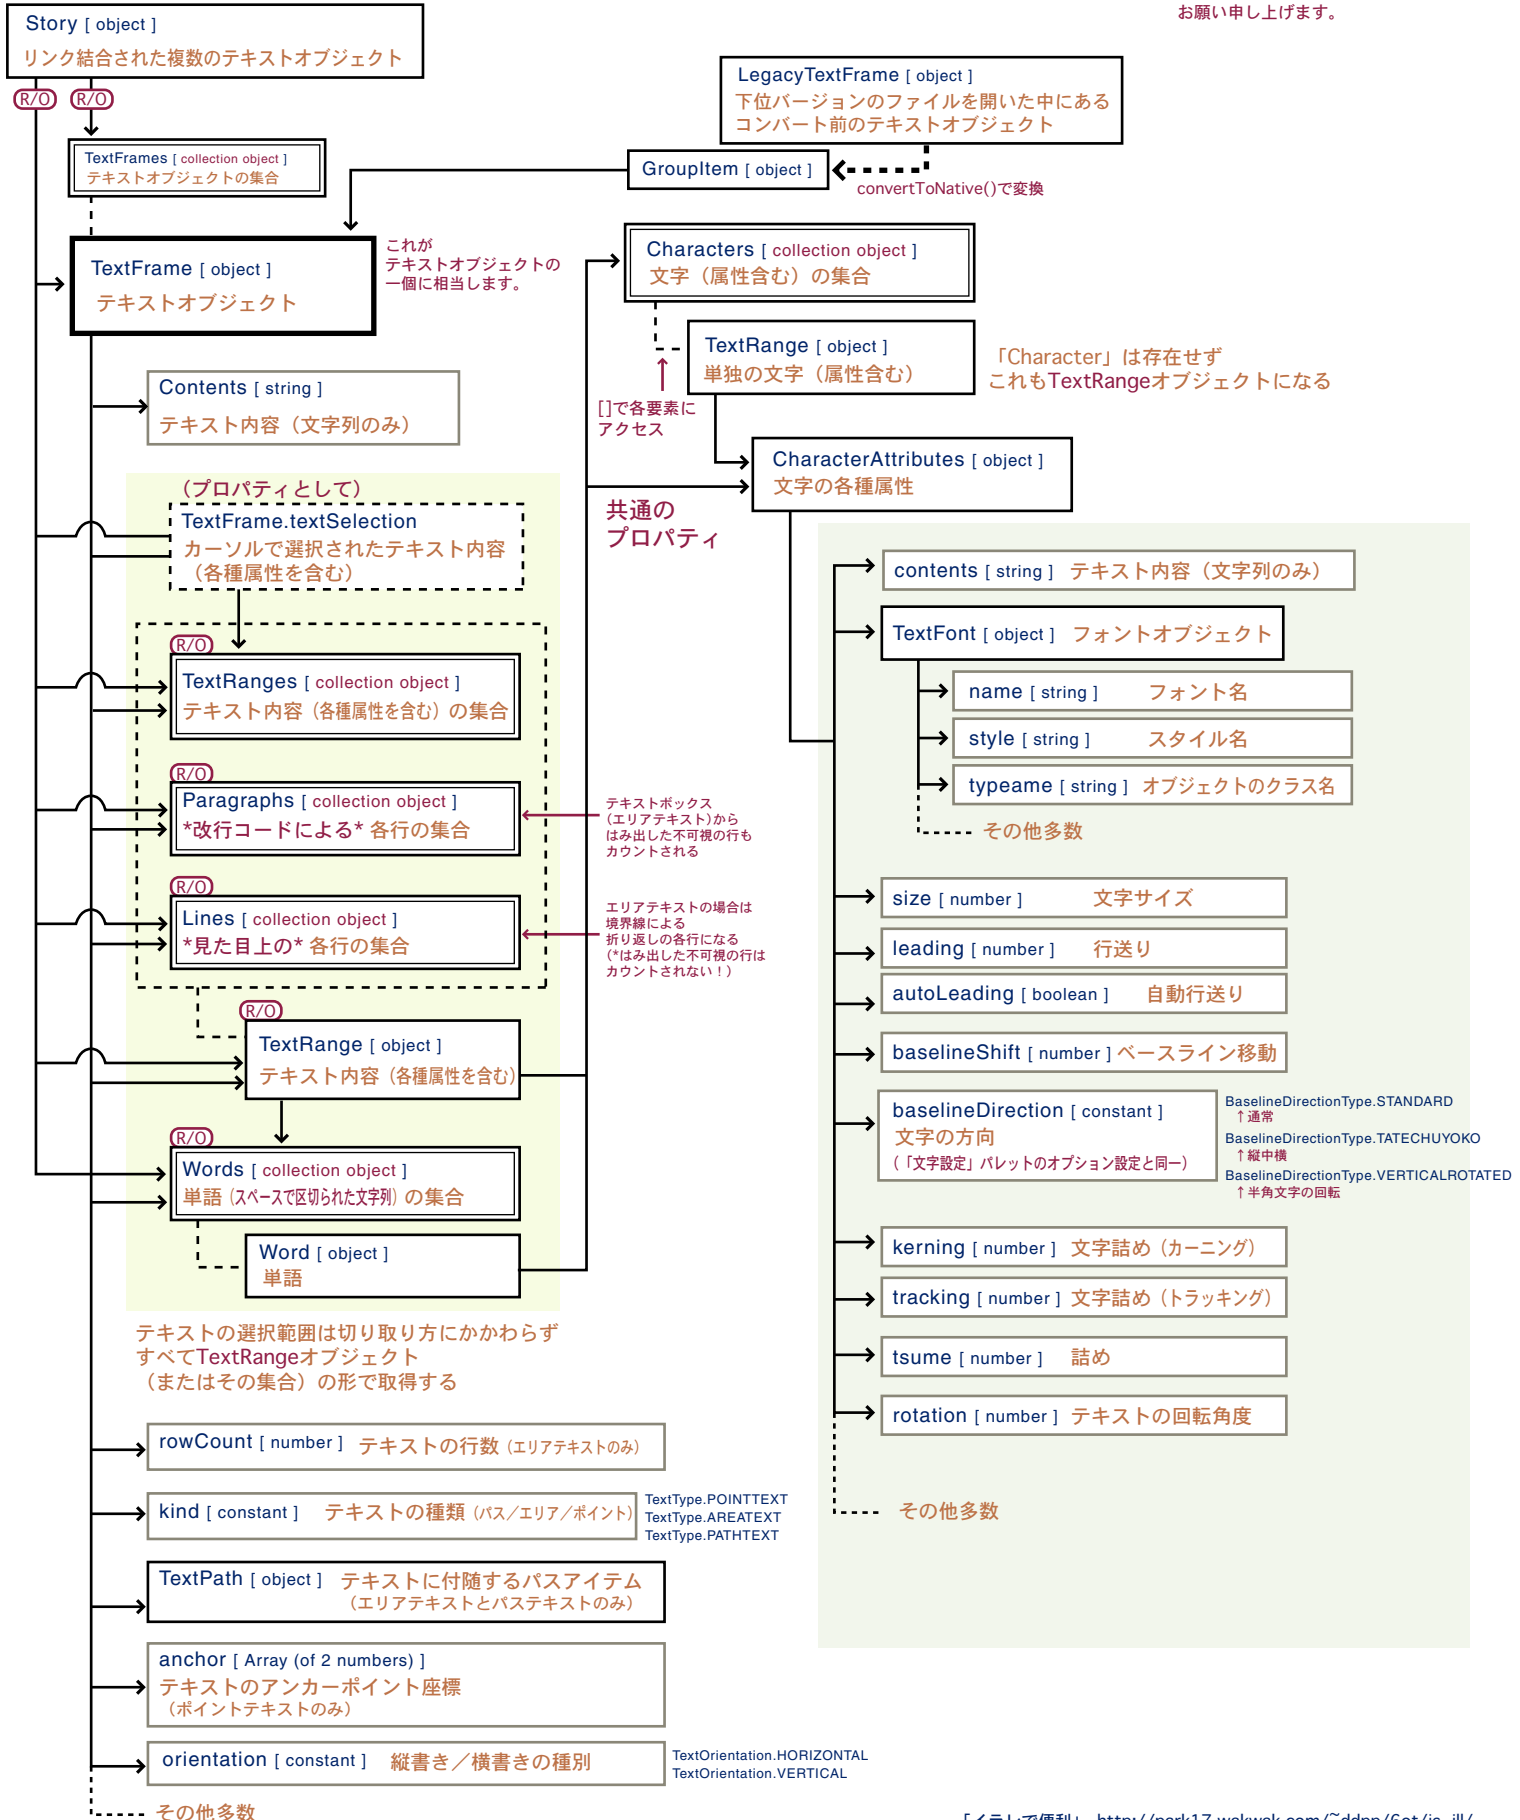 お願い申し上げます。
Story [ object ]
リンク結合された複数のテキストオブジェクト
R/O
R/O
TextFrames [ collection object ]
テキストオブジェクトの集合
LegacyTextFrame [ object ]
下位バージョンのファイルを開いた中にある
コンバート前のテキストオブジェクト
GroupItem [ object ]
convertToNative()で変換
TextFrame [ object ]
テキストオブジェクト
これが
テキストオブジェクトの
一個に相当します。
Characters [ collection object ]
文字（属性含む）の集合
TextRange [ object ]
単独の文字（属性含む）
「Character」は存在せず
これもTextRangeオブジェクトになる
[]で各要素に
アクセス
Contents [ string ]
テキスト内容（文字列のみ）
CharacterAttributes [ object ]
文字の各種属性
共通の
プロパティ
（プロパティとして）
TextFrame.textSelection
カーソルで選択されたテキスト内容
（各種属性を含む）
R/O
TextRanges [ collection object ]
テキスト内容（各種属性を含む）の集合
R/O
Paragraphs [ collection object ]
*改行コードによる* 各行の集合
テキストボックス
(エリアテキスト)から
はみ出した不可視の行も
カウントされる
R/O
Lines [ collection object ]
*見た目上の* 各行の集合
エリアテキストの場合は
境界線による
折り返しの各行になる
(*はみ出した不可視の行は
カウントされない！)
R/O
TextRange [ object ]
テキスト内容（各種属性を含む）
R/O
Words [ collection object ]
単語（スペースで区切られた文字列）の集合
Word [ object ]
単語
テキストの選択範囲は切り取り方にかかわらず
すべてTextRangeオブジェクト
（またはその集合）の形で取得する
contents [ string ] テキスト内容（文字列のみ）
TextFont [ object ] フォントオブジェクト
name [ string ] フォント名
style [ string ] スタイル名
typeame [ string ] オブジェクトのクラス名
その他多数
size [ number ] 文字サイズ
leading [ number ] 行送り
autoLeading [ boolean ] 自動行送り
baselineShift [ number ] ベースライン移動
baselineDirection [ constant ]
文字の方向
（「文字設定」パレットのオプション設定と同一）
BaselineDirectionType.STANDARD
↑通常
BaselineDirectionType.TATECHUYOKO
↑縦中横
BaselineDirectionType.VERTICALROTATED
↑半角文字の回転
kerning [ number ] 文字詰め（カーニング）
tracking [ number ] 文字詰め（トラッキング）
tsume [ number ] 詰め
rotation [ number ] テキストの回転角度
その他多数
rowCount [ number ] テキストの行数（エリアテキストのみ）
kind [ constant ] テキストの種類（パス／エリア／ポイント）
TextType.POINTTEXT
TextType.AREATEXT
TextType.PATHTEXT
TextPath [ object ] テキストに付随するパスアイテム
（エリアテキストとパステキストのみ）
anchor [ Array (of 2 numbers) ]
テキストのアンカーポイント座標
（ポイントテキストのみ）
orientation [ constant ] 縦書き／横書きの種別
TextOrientation.HORIZONTAL
TextOrientation.VERTICAL
その他多数
「イラレで便利」 http://park17.wakwak.com/~ddpp/6ot/js_ill/